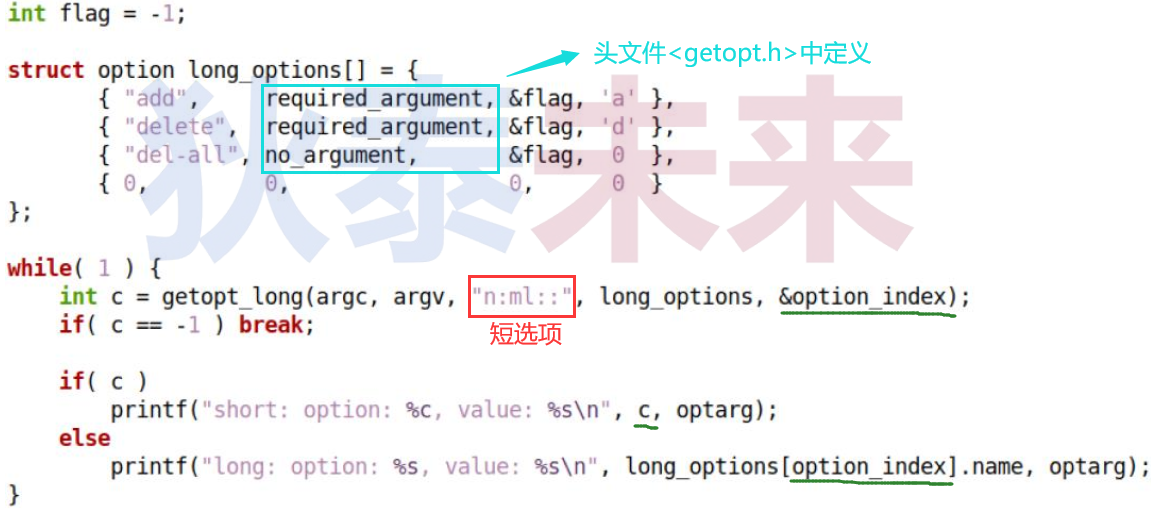 int flag = -1;
头文件<getopt.h>中定义
struct option long_options[] = {
{ "add", required_argument, &flag, 'a' },
{ "delete", required_argument, &flag, 'd' },
{ "del-all", no_argument, &flag, 0 },
{ 0, 0, 0, 0 }
};
狄泰未来
while( 1 ) {
int c = getopt_long(argc, argv, "n:ml::", long_options, &option_index);
if( c == -1 ) break;
短选项
if( c )
printf("short: option: %c, value: %s\n", c, optarg);
else
printf("long: option: %s, value: %s\n", long_options[option_index].name, optarg);
}